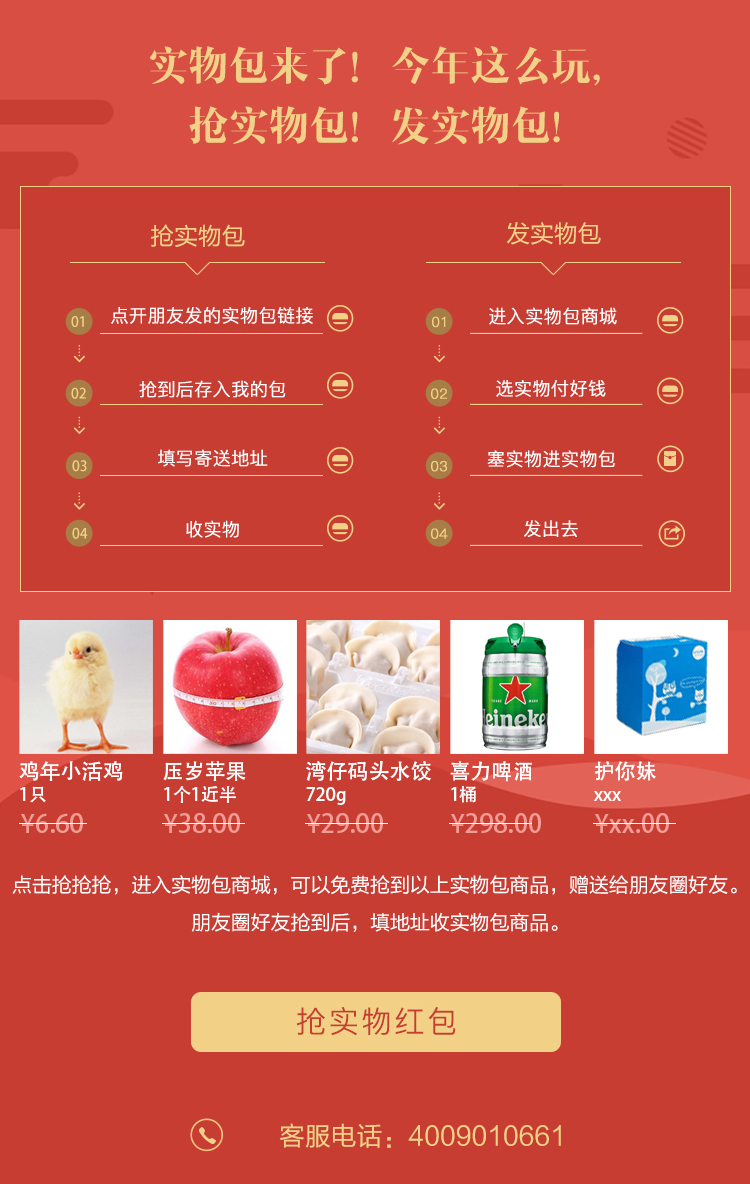 实物包来了! 今年这么玩,
抢实物包! 发实物包!
抢实物包
01 点开朋友发的实物包链接
02 抢到后存入我的包
03 填写寄送地址
04 收实物
发实物包
01 进入实物包商城
02 选实物付好钱
03 塞实物进实物包
04 发出去
Heineken
鸡年小活鸡
1只
¥6.60
压岁苹果
1个1近半
¥38.00
湾仔码头水饺
720g
¥29.00
喜力啤酒
1桶
¥298.00
护你妹
xxx
¥xx.00
点击抢抢抢，进入实物包商城，可以免费抢到以上实物包商品，赠送给朋友圈好友。
朋友圈好友抢到后，填地址收实物包商品。
抢实物红包
客服电话：4009010661